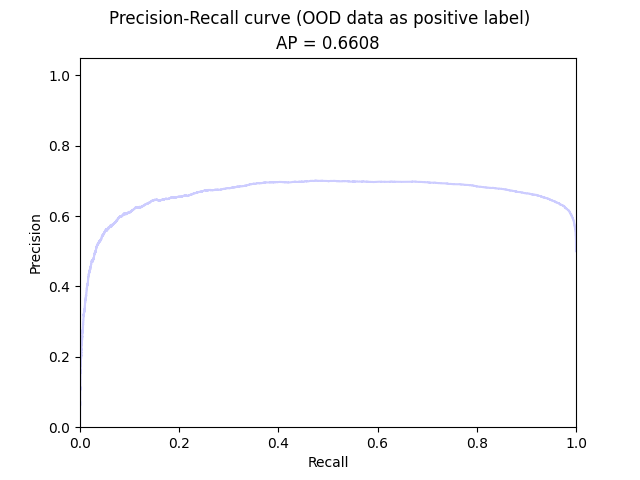 Precision-Recall curve (OOD data as positive label)
AP = 0.6608
1.0
0.8
0.6
0.4
0.2
0.0
Precision
0.0 0.2 0.4 0.6 0.8 1.0
Recall